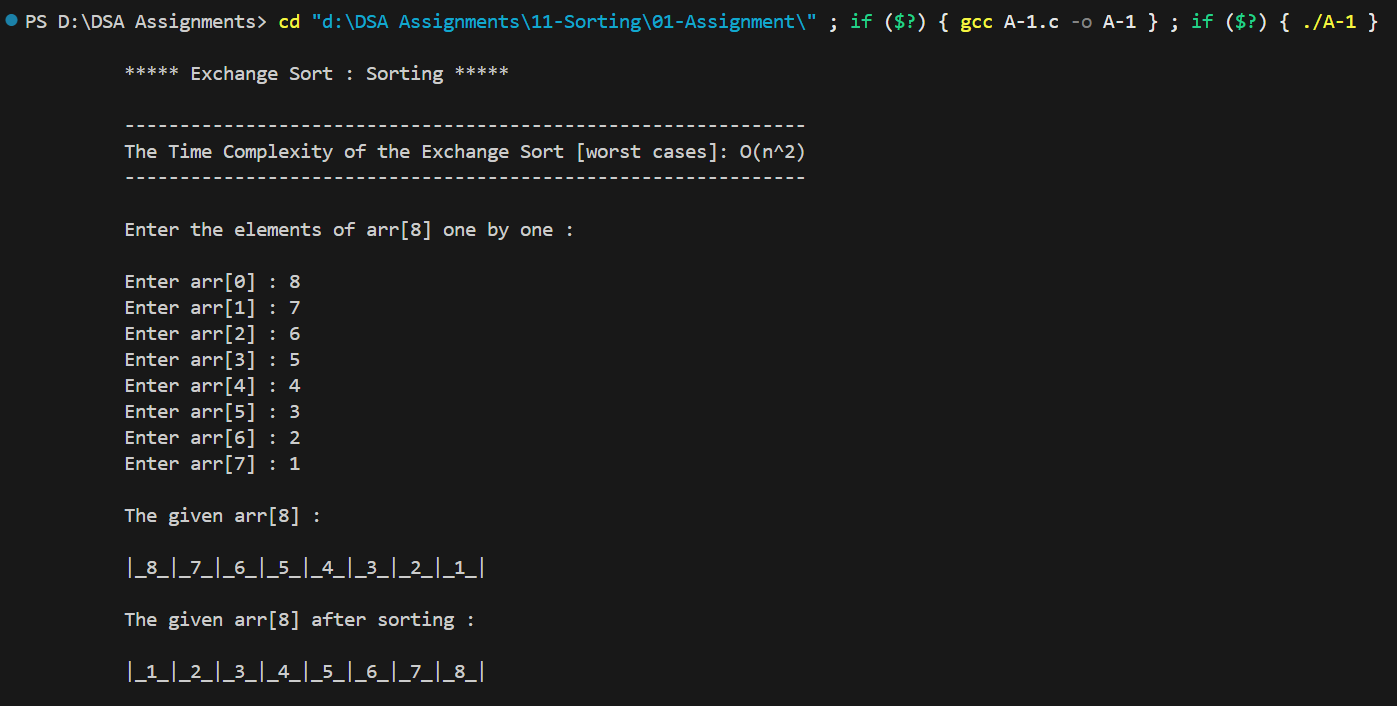 PS D:\DSA Assignments> cd "d:\DSA Assignments\11-Sorting\01-Assignment\" ; if ($?) { gcc A-1.c -o A-1 } ; if ($?) { ./A-1 }
***** Exchange Sort : Sorting *****
--------------------------------------------------------------
The Time Complexity of the Exchange Sort [worst cases]: O(n^2)
--------------------------------------------------------------
Enter the elements of arr[8] one by one :
Enter arr[0] : 8
Enter arr[1] : 7
Enter arr[2] : 6
Enter arr[3] : 5
Enter arr[4] : 4
Enter arr[5] : 3
Enter arr[6] : 2
Enter arr[7] : 1
The given arr[8] :
|_8_|_7_|_6_|_5_|_4_|_3_|_2_|_1_|
The given arr[8] after sorting :
|_1_|_2_|_3_|_4_|_5_|_6_|_7_|_8_|